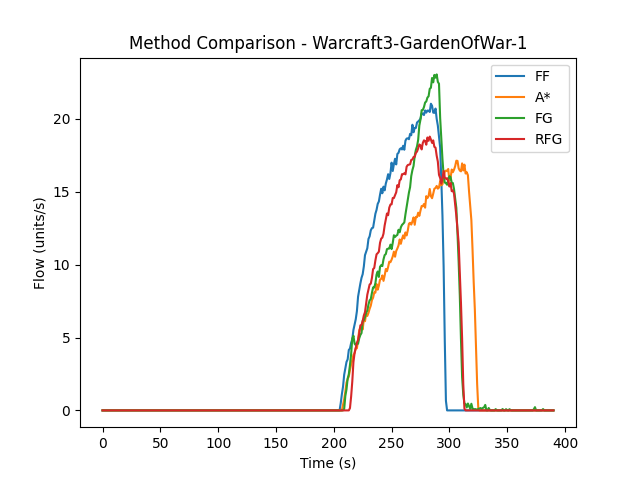 Method Comparison - Warcraft3-GardenOfWar-1
FF
A*
FG
RFG
Flow (units/s)
20
15
10
5
0
0 50 100 150 200 250 300 350 400
Time (s)